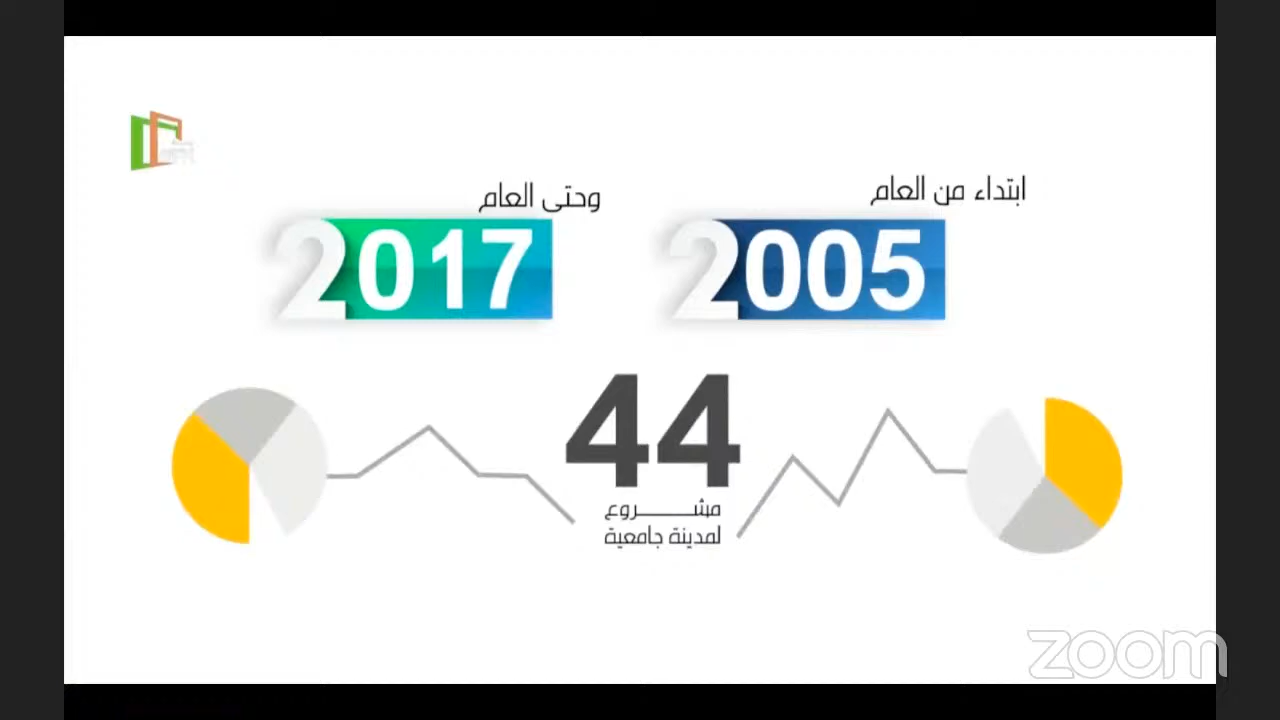 ابتداء من العام
2005
وحتى العام
2017
44
مشـــــروع
لمدينة جامعية
zoom